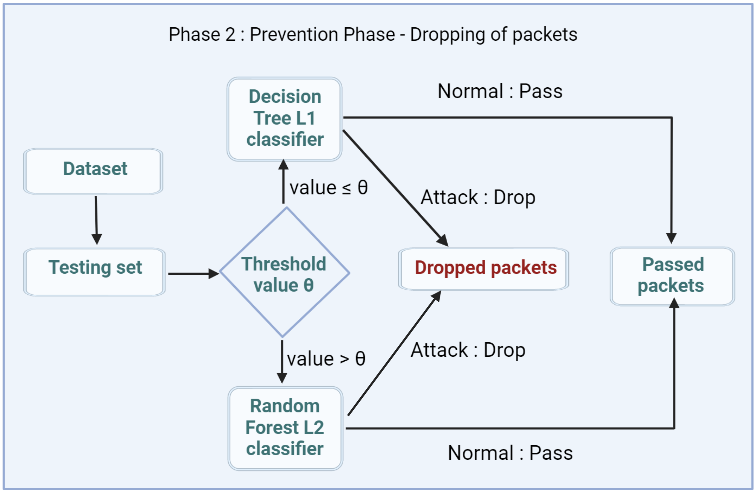 Phase 2 : Prevention Phase - Dropping of packets
Decision
Tree L1
classifier
Normal : Pass
Dataset
value ≤ θ
Attack : Drop
Testing set
Threshold
value θ
Dropped packets
Passed
packets
value > θ
Attack : Drop
Random
Forest L2
classifier
Normal : Pass